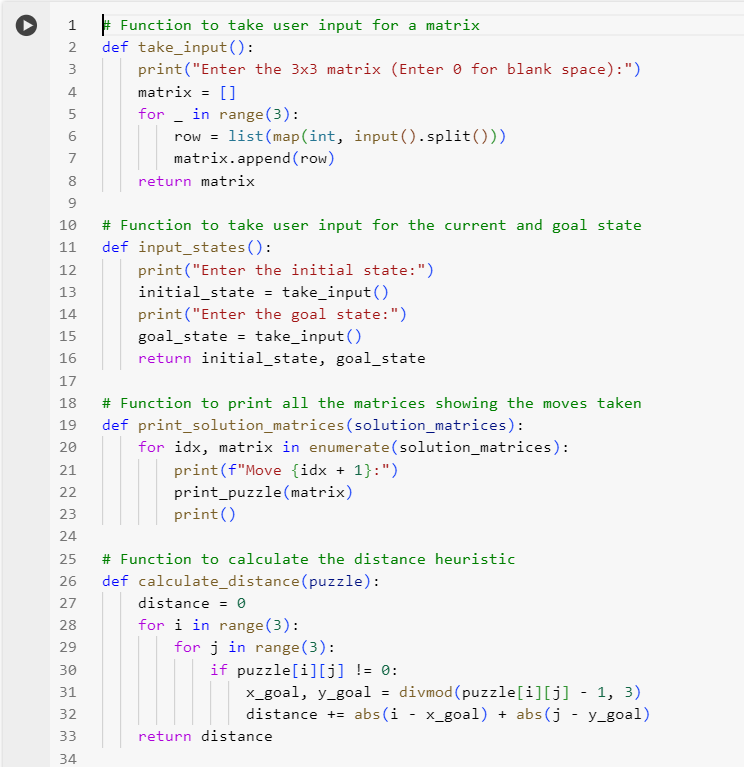 1 # Function to take user input for a matrix
2 def take_input():
3     print("Enter the 3x3 matrix (Enter 0 for blank space):")
4     matrix = []
5     for _ in range(3):
6         row = list(map(int, input().split()))
7         matrix.append(row)
8     return matrix
9
10 # Function to take user input for the current and goal state
11 def input_states():
12     print("Enter the initial state:")
13     initial_state = take_input()
14     print("Enter the goal state:")
15     goal_state = take_input()
16     return initial_state, goal_state
17
18 # Function to print all the matrices showing the moves taken
19 def print_solution_matrices(solution_matrices):
20     for idx, matrix in enumerate(solution_matrices):
21         print(f"Move {idx + 1}:")
22         print_puzzle(matrix)
23         print()
24
25 # Function to calculate the distance heuristic
26 def calculate_distance(puzzle):
27     distance = 0
28     for i in range(3):
29         for j in range(3):
30             if puzzle[i][j] != 0:
31                 x_goal, y_goal = divmod(puzzle[i][j] - 1, 3)
32                 distance += abs(i - x_goal) + abs(j - y_goal)
33     return distance
34